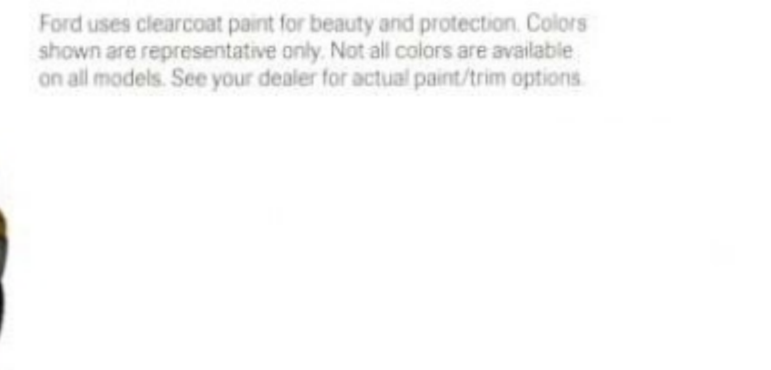 Ford uses clearcoat paint for beauty and protection. Colors
shown are representative only. Not all colors are available
on all models. See your dealer for actual paint/trim options.